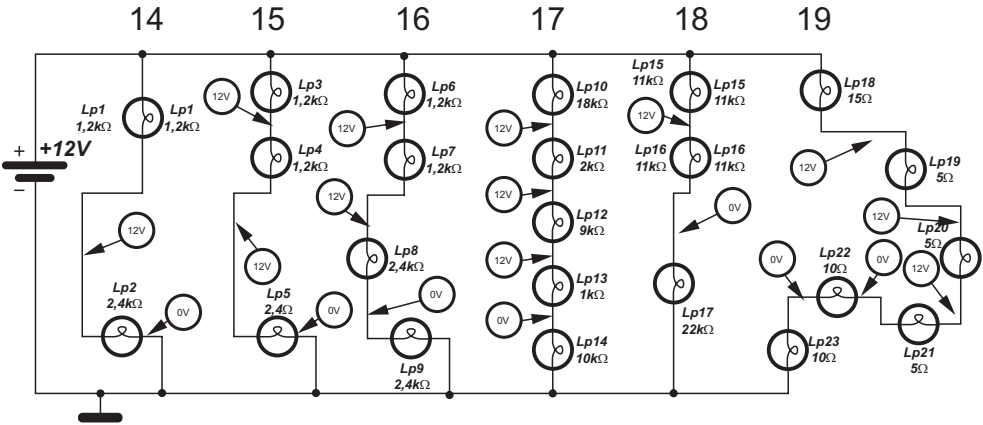 14 15 16 17 18 19
+ +12V
−
Lp1
1,2kΩ
Lp1
1,2kΩ
12V
Lp2
2,4kΩ
0V
Lp3
1,2kΩ
12V
Lp4
1,2kΩ
12V
Lp5
2,4Ω
0V
Lp6
1,2kΩ
12V
Lp7
1,2kΩ
12V
Lp8
2,4kΩ
0V
Lp9
2,4kΩ
Lp10
18kΩ
12V
Lp11
2kΩ
12V
Lp12
9kΩ
12V
Lp13
1kΩ
0V
Lp14
10kΩ
Lp15
11kΩ
Lp15
11kΩ
12V
Lp16
11kΩ
Lp16
11kΩ
0V
Lp17
22kΩ
Lp18
15Ω
12V
Lp19
5Ω
12V
Lp20
5Ω
12V
Lp21
5Ω
0V
Lp22
10Ω
0V
Lp23
10Ω